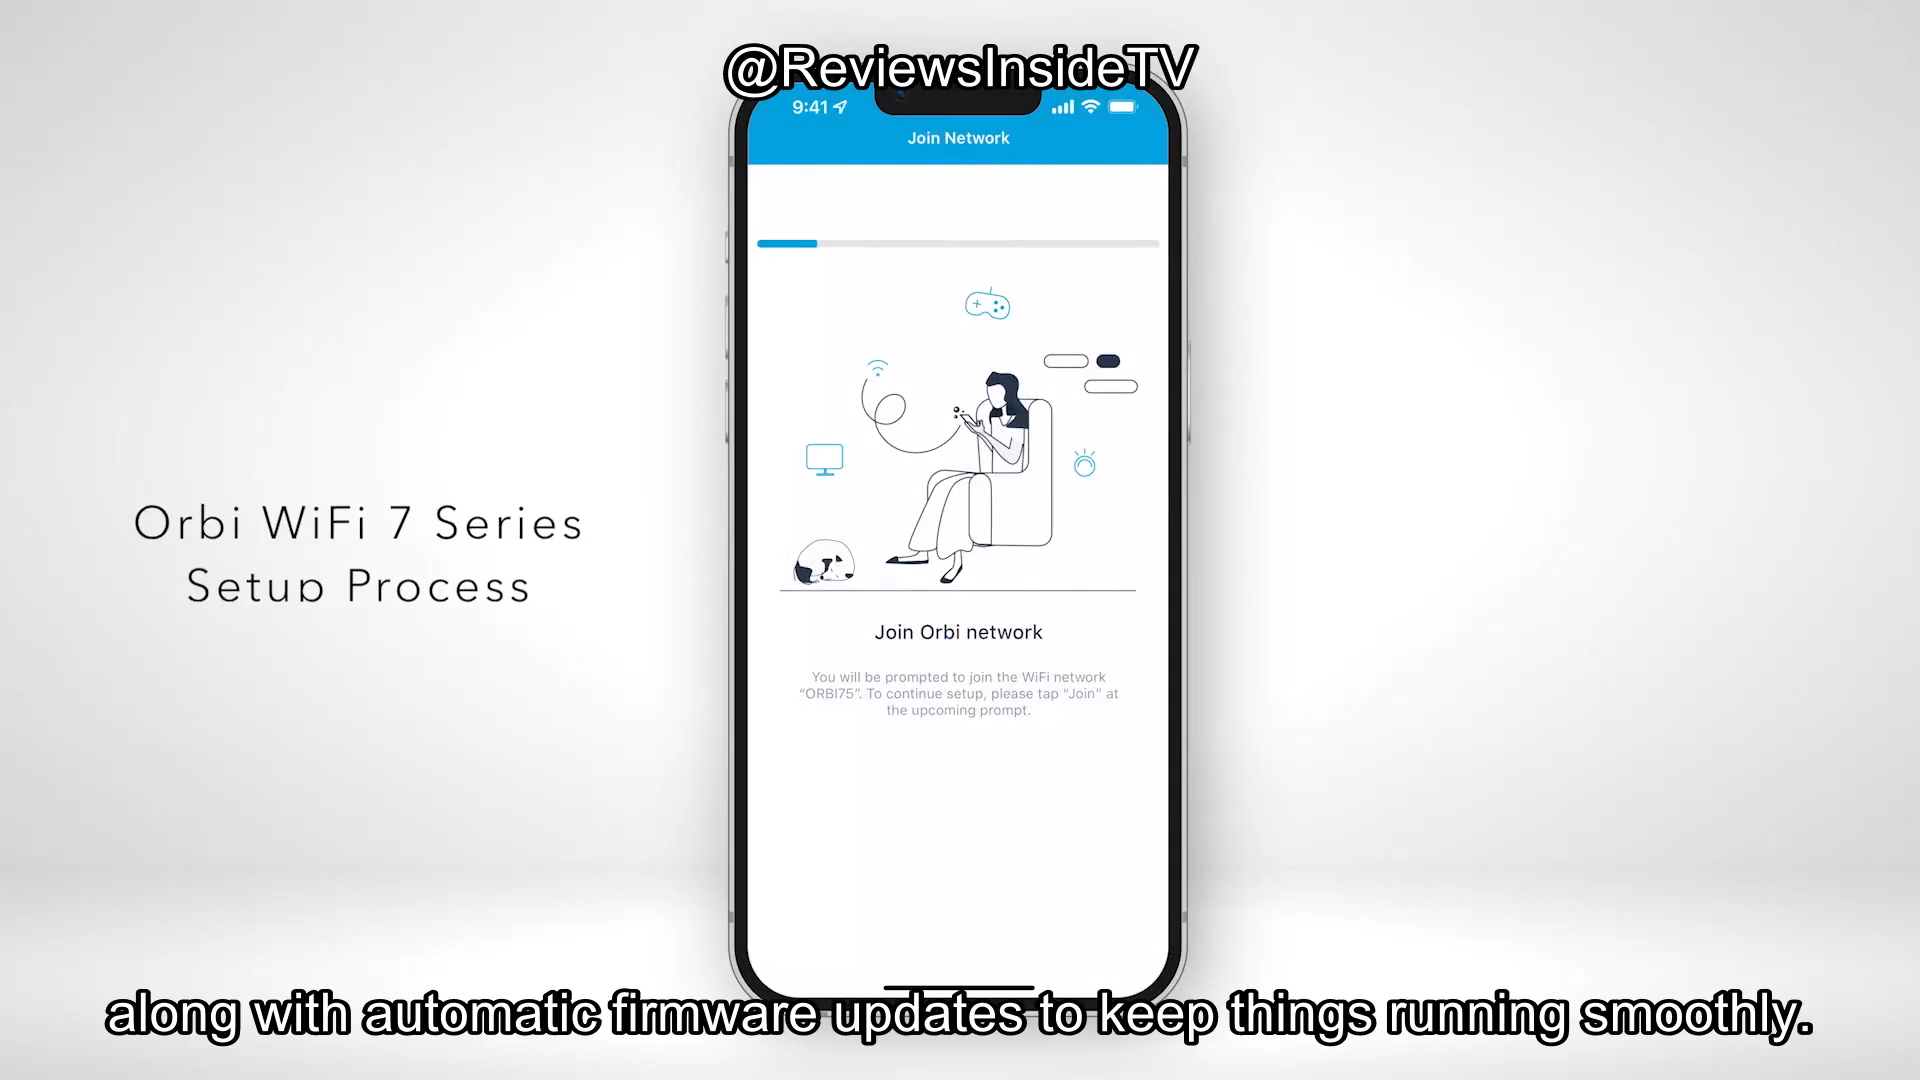 @ReviewsInsideTV
9:41
Join Network
Orbi WiFi 7 Series
Setup Process
Join Orbi network
You will be prompted to join the WiFi network
“ORBI75”. To continue setup, please tap “Join” at
the upcoming prompt.
along with automatic firmware updates to keep things running smoothly.